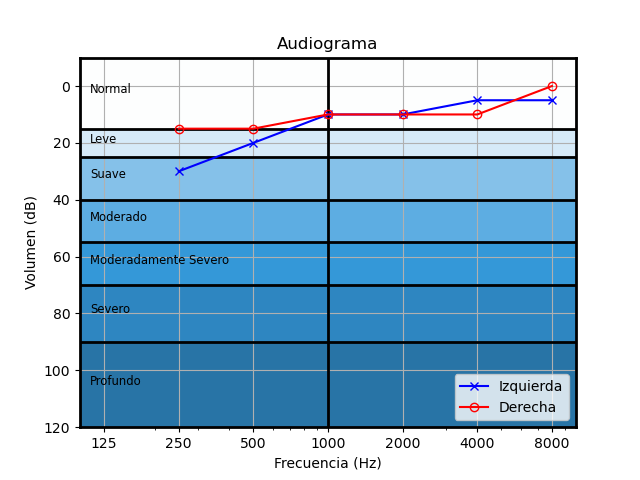 Audiograma
Volumen (dB)
0
20
40
60
80
100
120
Normal
Leve
Suave
Moderado
Moderadamente Severo
Severo
Profundo
Izquierda
Derecha
125 250 500 1000 2000 4000 8000
Frecuencia (Hz)